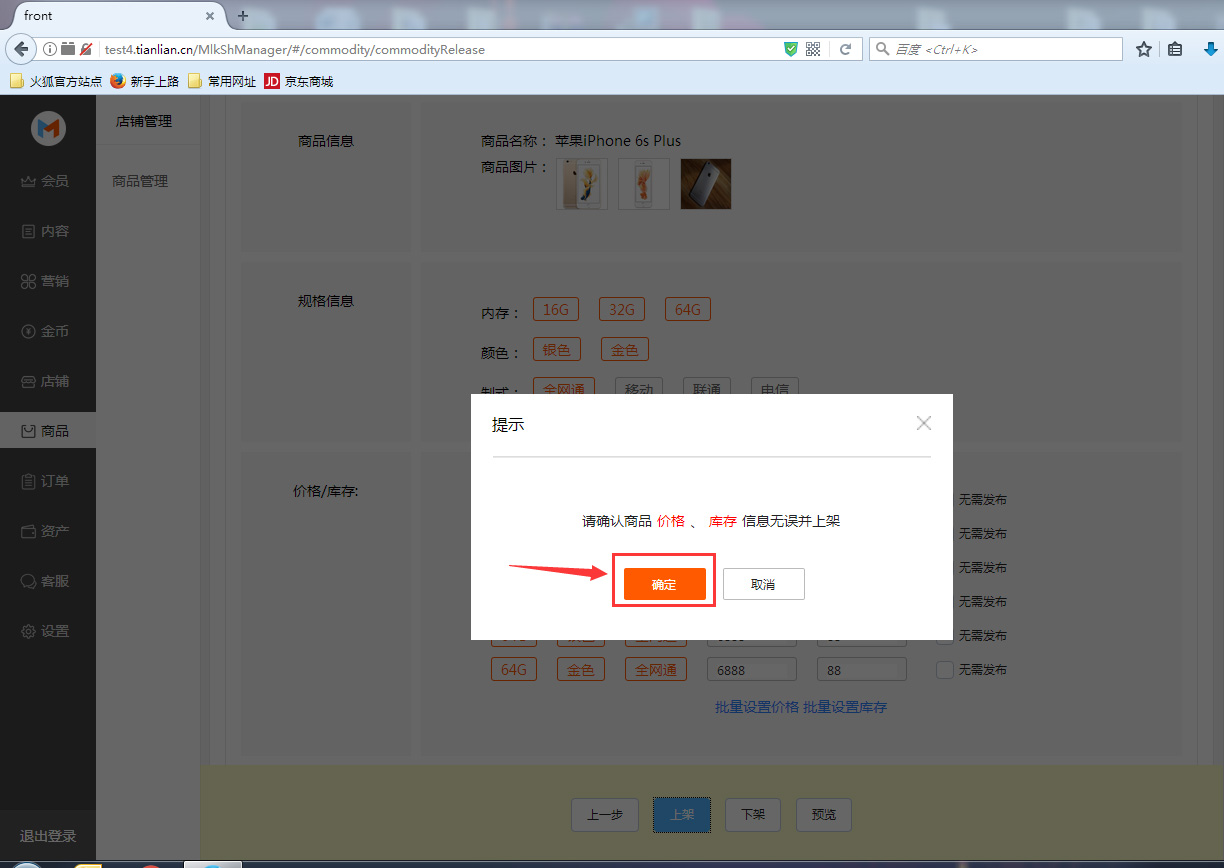 front
test4.tianlian.cn/MlkShManager/#/commodity/commodityRelease
百度 <Ctrl+K>
火狐官方站点 新手上路 常用网址 JD 京东商城
店铺管理
商品管理
会员
内容
营销
金币
店铺
商品
订单
资产
客服
设置
退出登录
商品信息
商品名称： 苹果iPhone 6s Plus
商品图片：
规格信息
内存： 16G 32G 64G
颜色： 银色 金色
制式： 全网通 移动 联通 电信
价格/库存:
无需发布
无需发布
无需发布
无需发布
提示
请确认商品 价格 、 库存 信息无误并上架
确定 取消
无需发布
64G 金色 全网通 6888 88 无需发布
批量设置价格 批量设置库存
上一步 上架 下架 预览